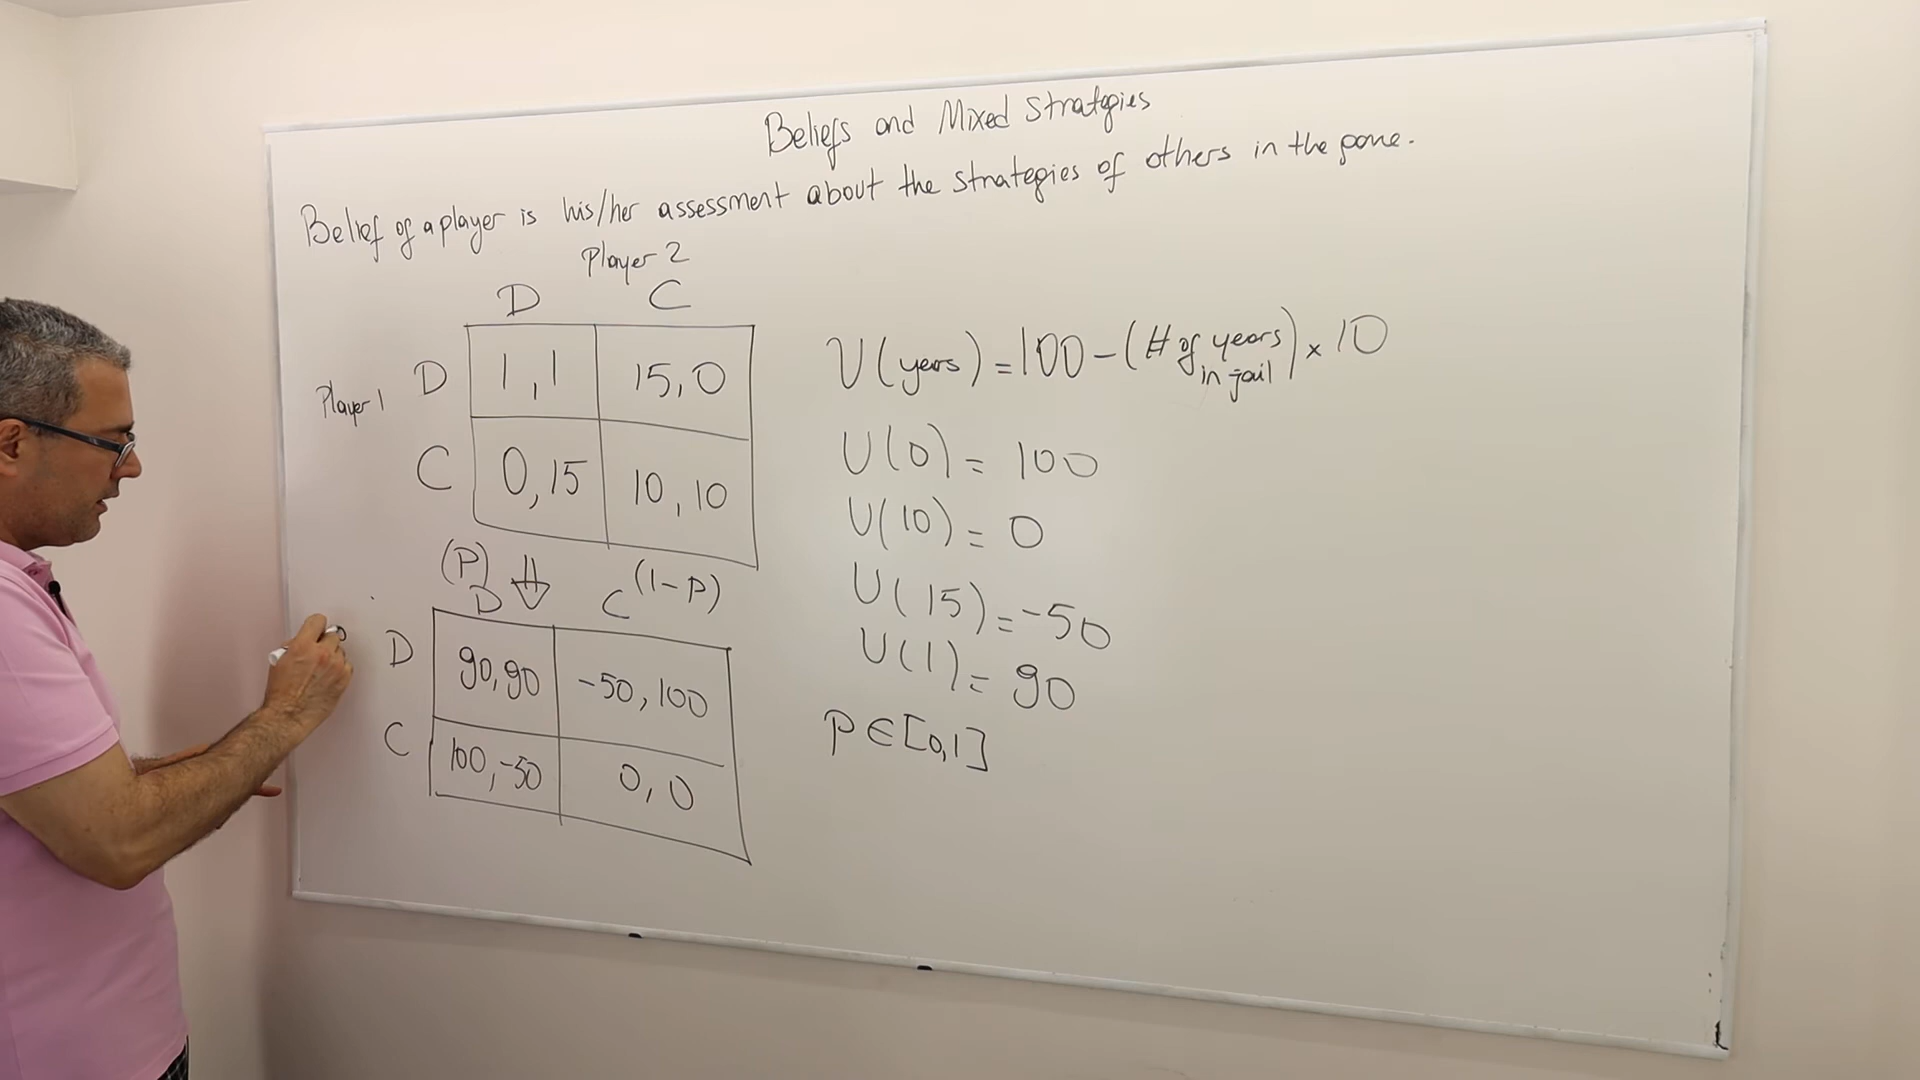 Beliefs and Mixed Strategies
Belief of a player is his/her assessment about the strategies of others in the game.
Player 2
D C
Player 1
D 1,1 15,0
C 0,15 10,10
(P) (1-P)
D C
D 90,90 -50,100
C 100,-50 0,0
U(years) = 100 - (# of years in jail) × 10
U(0) = 100
U(10) = 0
U(15) = -50
U(1) = 90
P ∈ [0,1]